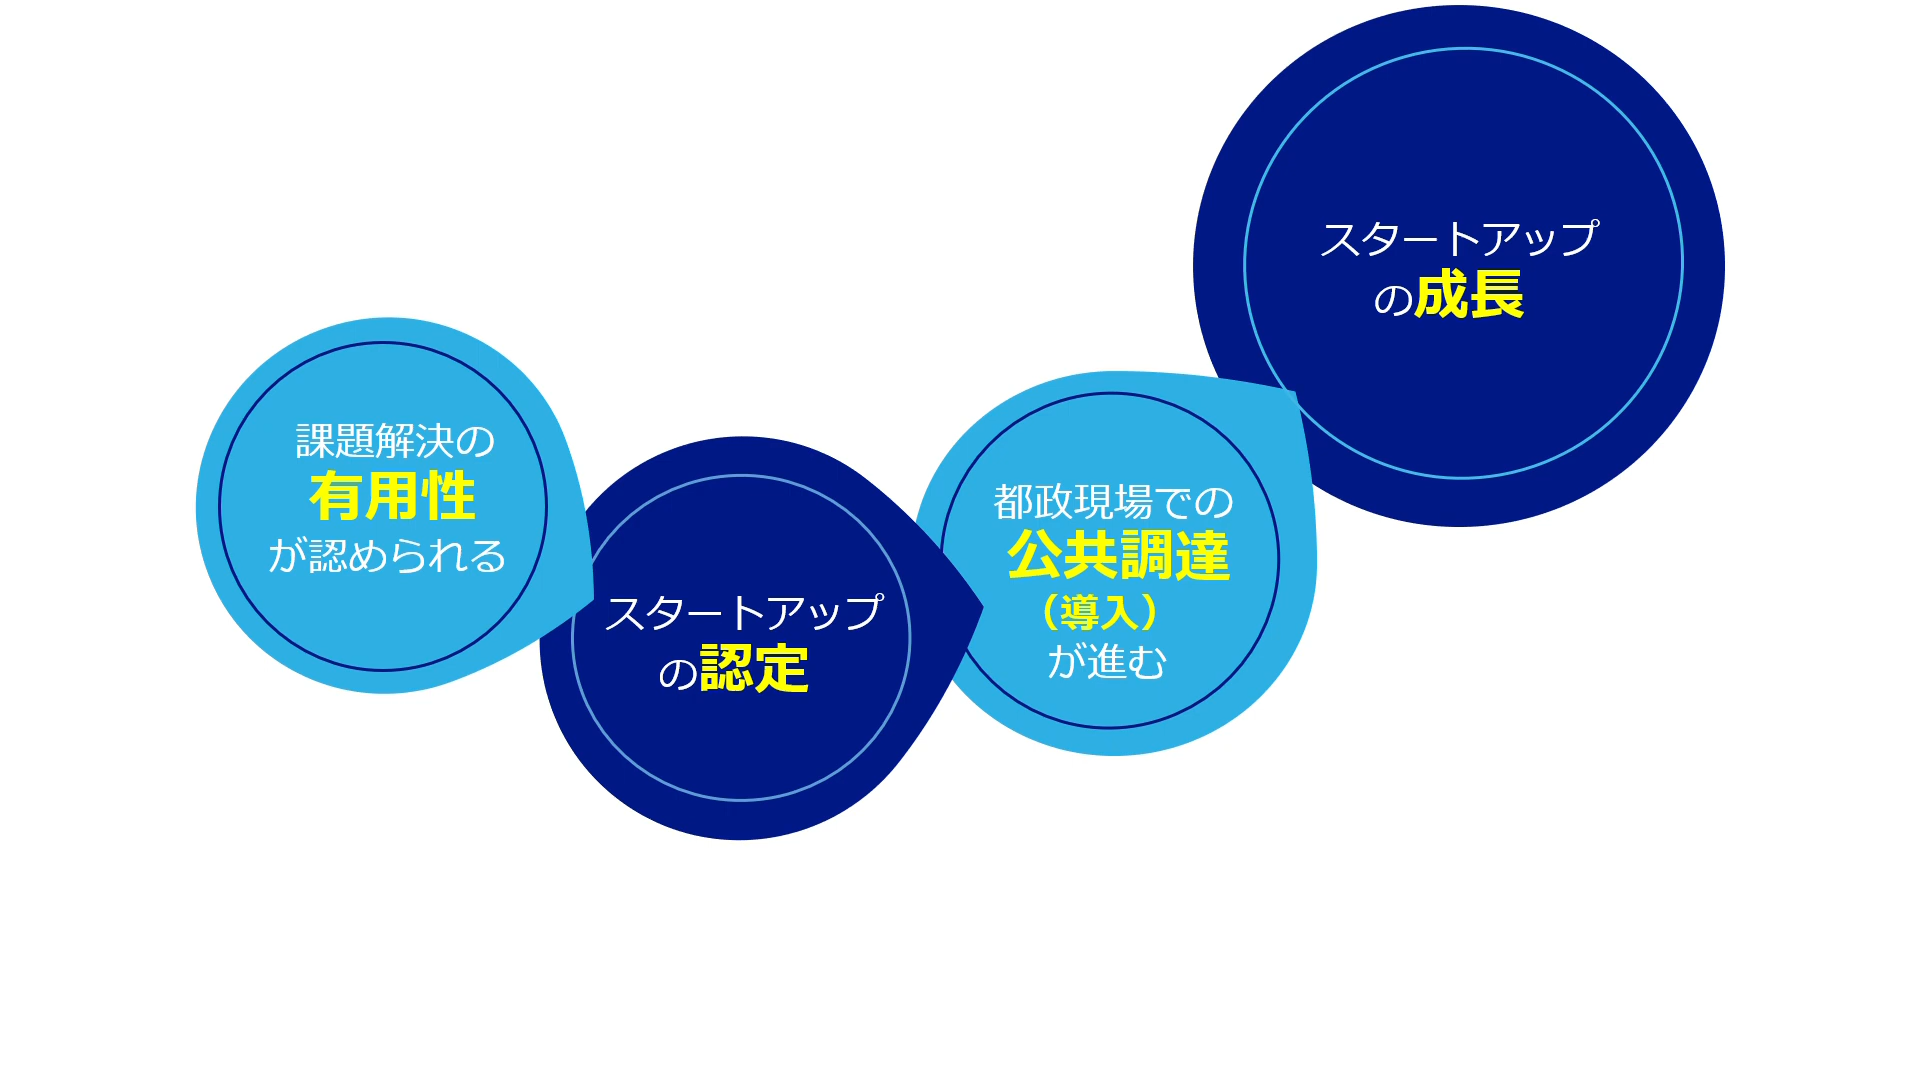 課題解決の
有用性
が認められる
スタートアップ
の認定
都政現場での
公共調達
（導入）
が進む
スタートアップ
の成長